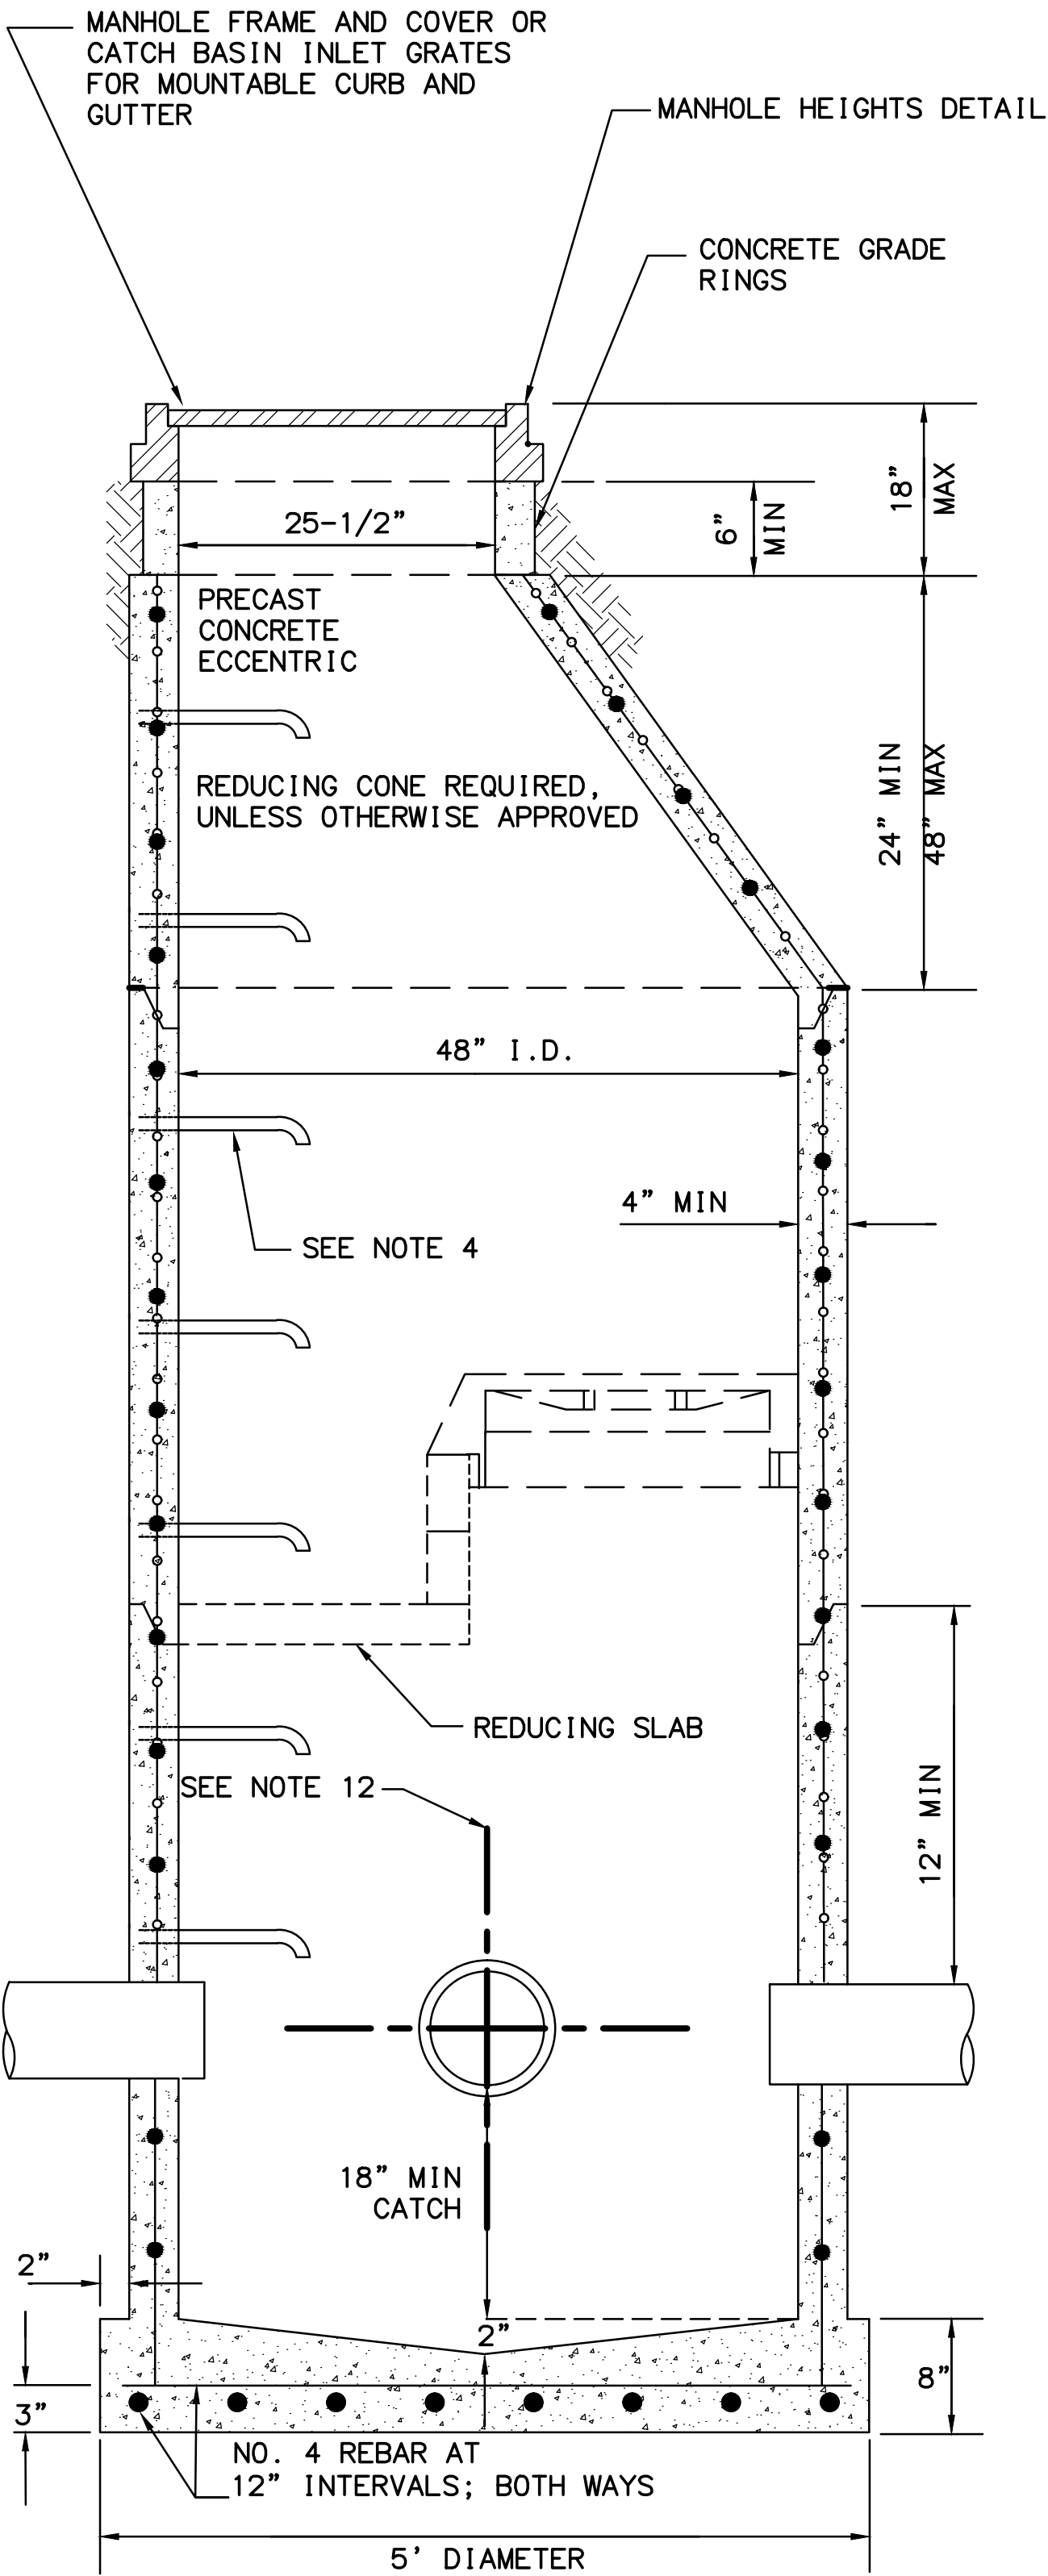 MANHOLE FRAME AND COVER OR
CATCH BASIN INLET GRATES
FOR MOUNTABLE CURB AND
GUTTER
MANHOLE HEIGHTS DETAIL
CONCRETE GRADE
RINGS
18”
MAX
6”
MIN
25-1/2”
PRECAST
CONCRETE
ECCENTRIC
REDUCING CONE REQUIRED,
UNLESS OTHERWISE APPROVED
24” MIN
48” MAX
48” I.D.
4” MIN
SEE NOTE 4
REDUCING SLAB
SEE NOTE 12
12” MIN
18” MIN
CATCH
2”
2”
8”
3”
NO. 4 REBAR AT
12” INTERVALS; BOTH WAYS
5’ DIAMETER